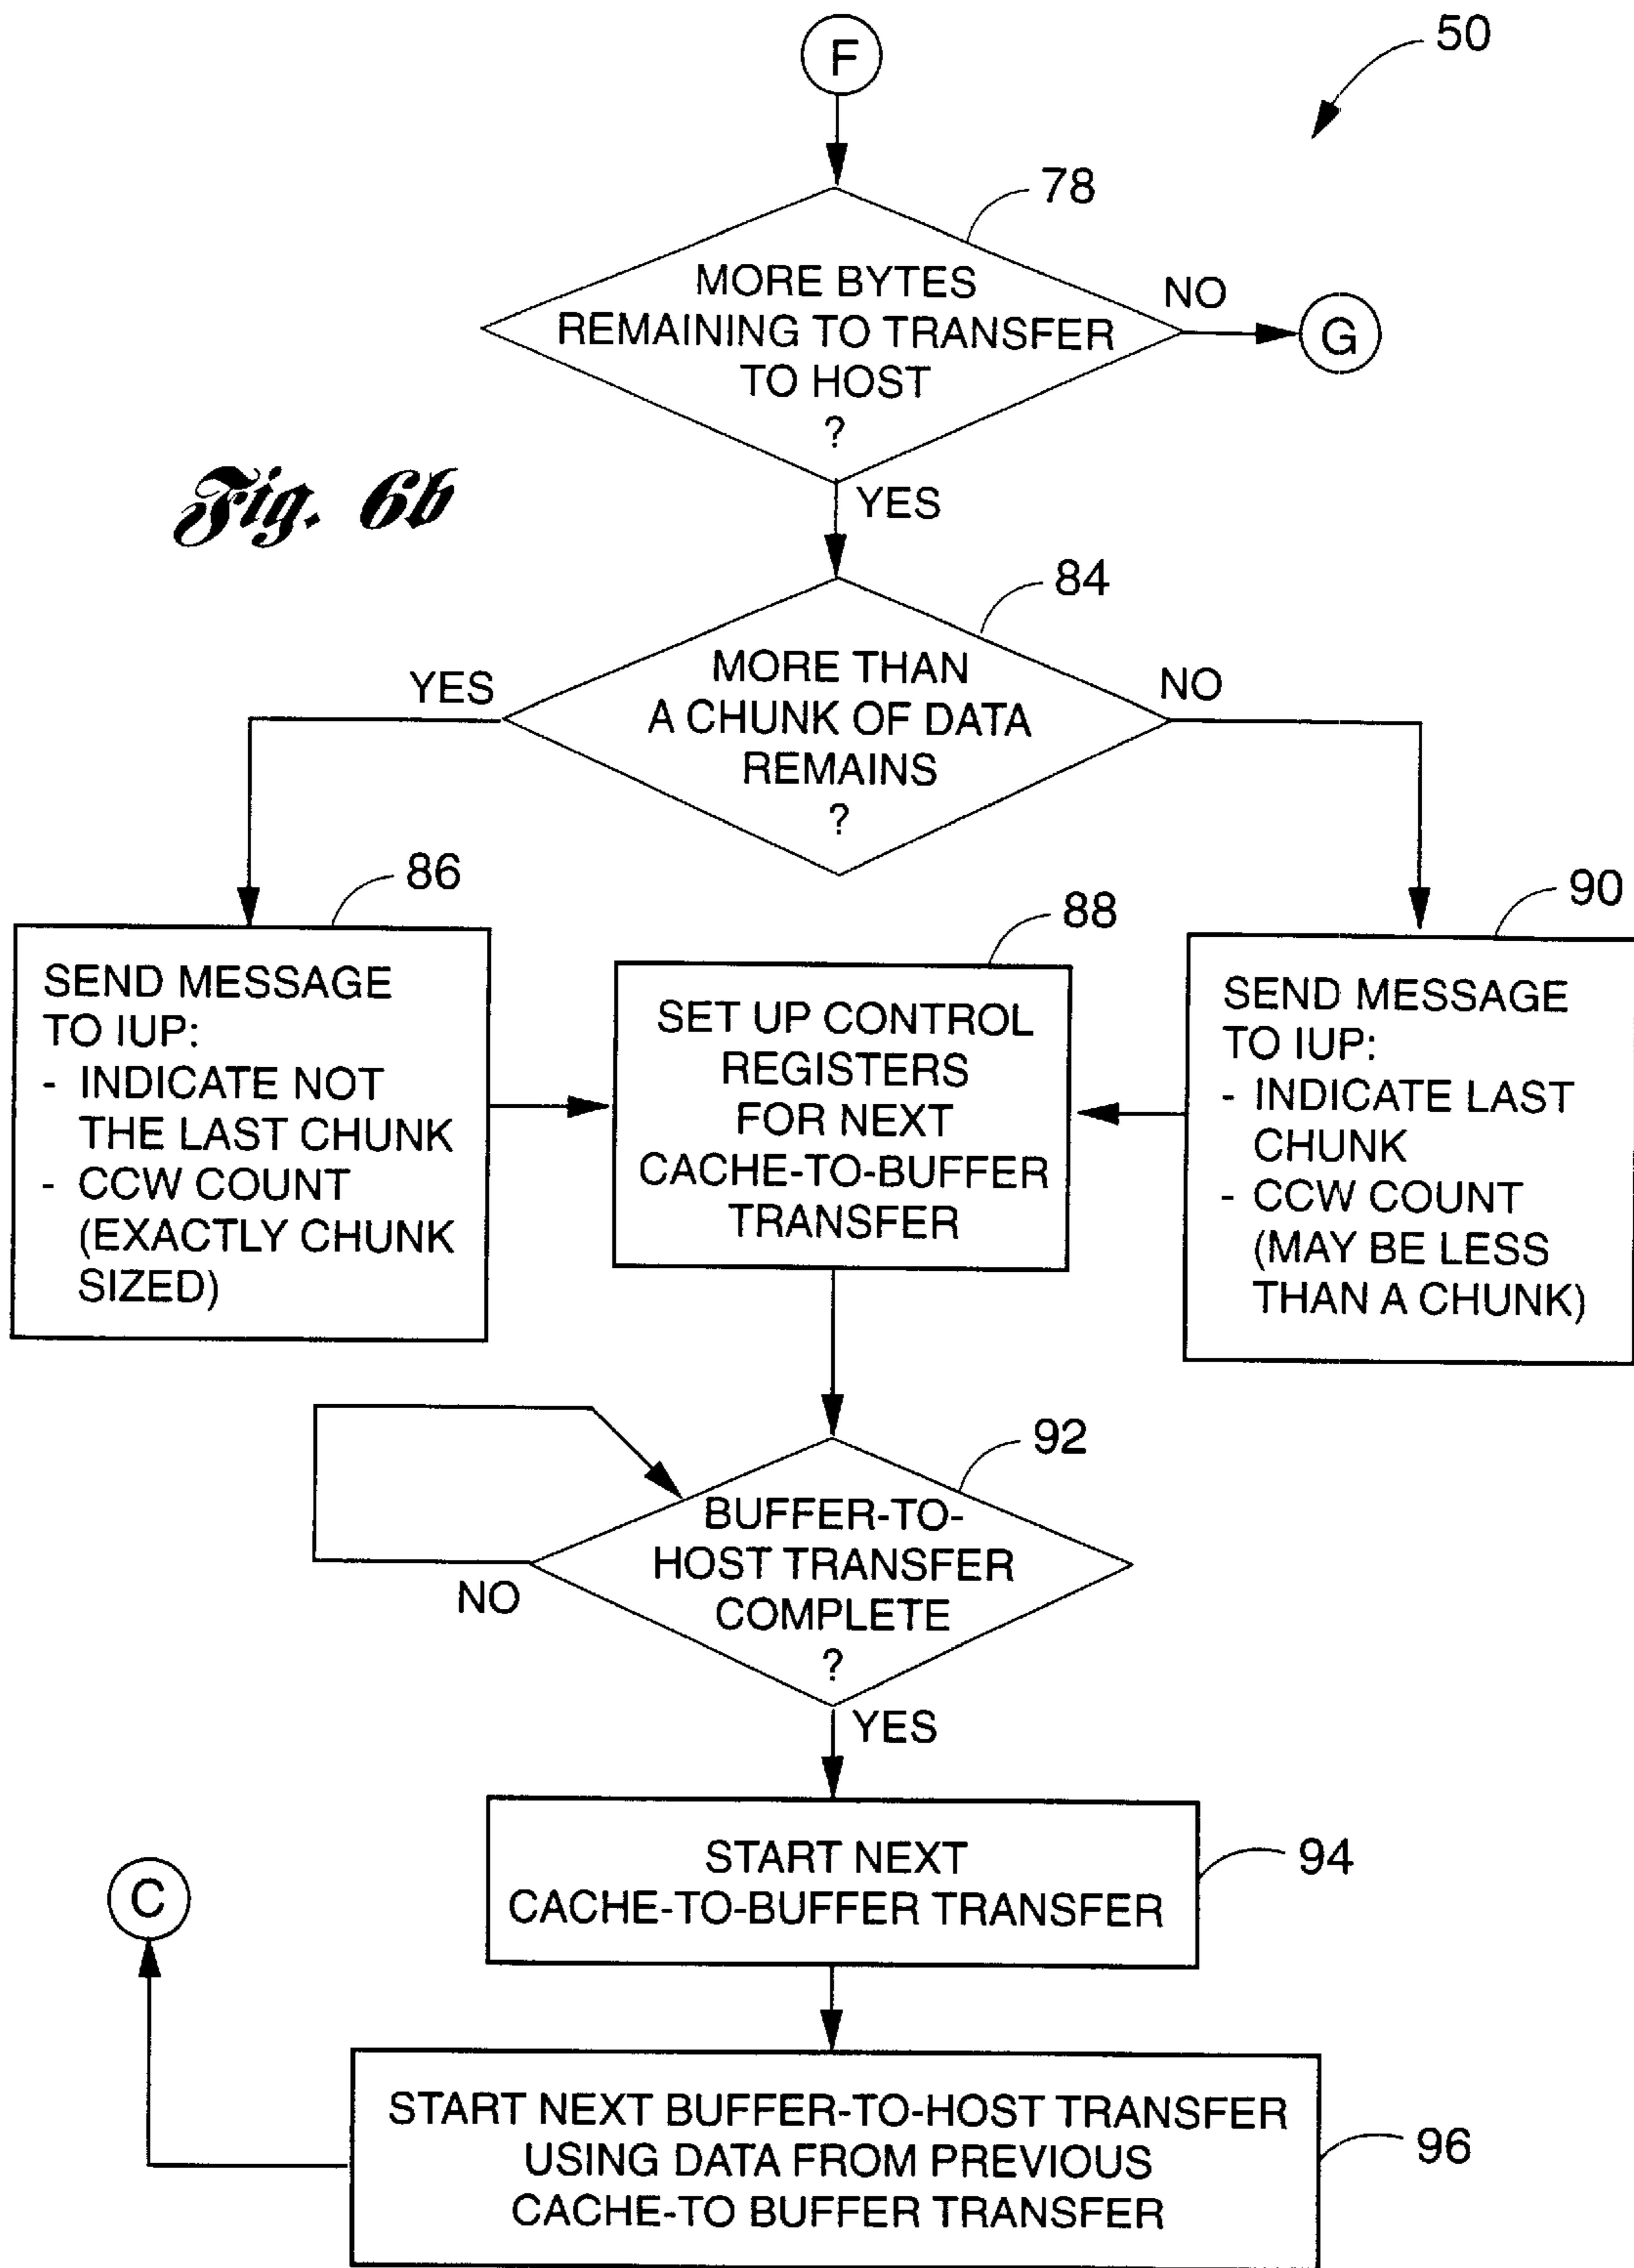 F
50
78
MORE BYTES
REMAINING TO TRANSFER
TO HOST
?
NO
G
Fig. 6b
YES
84
MORE THAN
A CHUNK OF DATA
REMAINS
?
YES
NO
86
SEND MESSAGE
TO IUP:
- INDICATE NOT
THE LAST CHUNK
- CCW COUNT
(EXACTLY CHUNK
SIZED)
88
SET UP CONTROL
REGISTERS
FOR NEXT
CACHE-TO-BUFFER
TRANSFER
90
SEND MESSAGE
TO IUP:
- INDICATE LAST
CHUNK
- CCW COUNT
(MAY BE LESS
THAN A CHUNK)
92
BUFFER-TO-
HOST TRANSFER
COMPLETE
?
NO
YES
94
START NEXT
CACHE-TO-BUFFER TRANSFER
C
96
START NEXT BUFFER-TO-HOST TRANSFER
USING DATA FROM PREVIOUS
CACHE-TO BUFFER TRANSFER